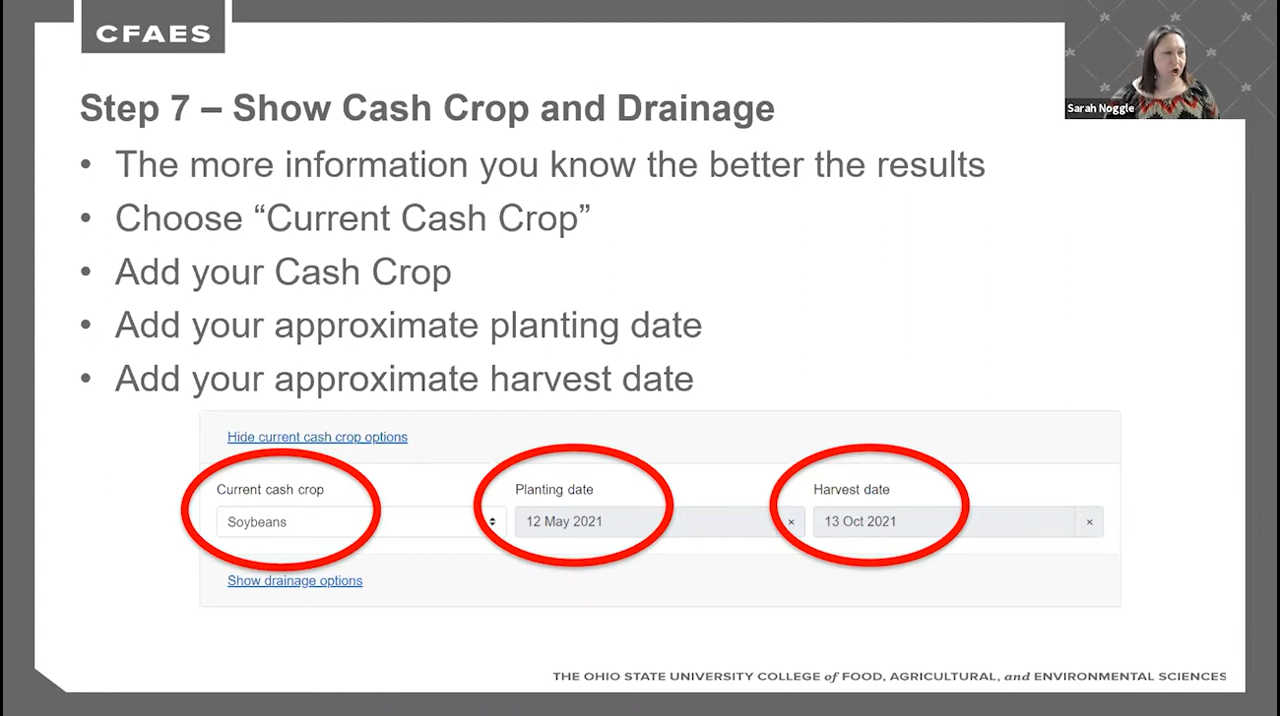 CFAES
Sarah Noggle
Step 7 – Show Cash Crop and Drainage
• The more information you know the better the results
• Choose “Current Cash Crop”
• Add your Cash Crop
• Add your approximate planting date
• Add your approximate harvest date
Hide current cash crop options
Current cash crop Planting date Harvest date
Soybeans 12 May 2021 × 13 Oct 2021 ×
Show drainage options
THE OHIO STATE UNIVERSITY COLLEGE of FOOD, AGRICULTURAL, and ENVIRONMENTAL SCIENCES